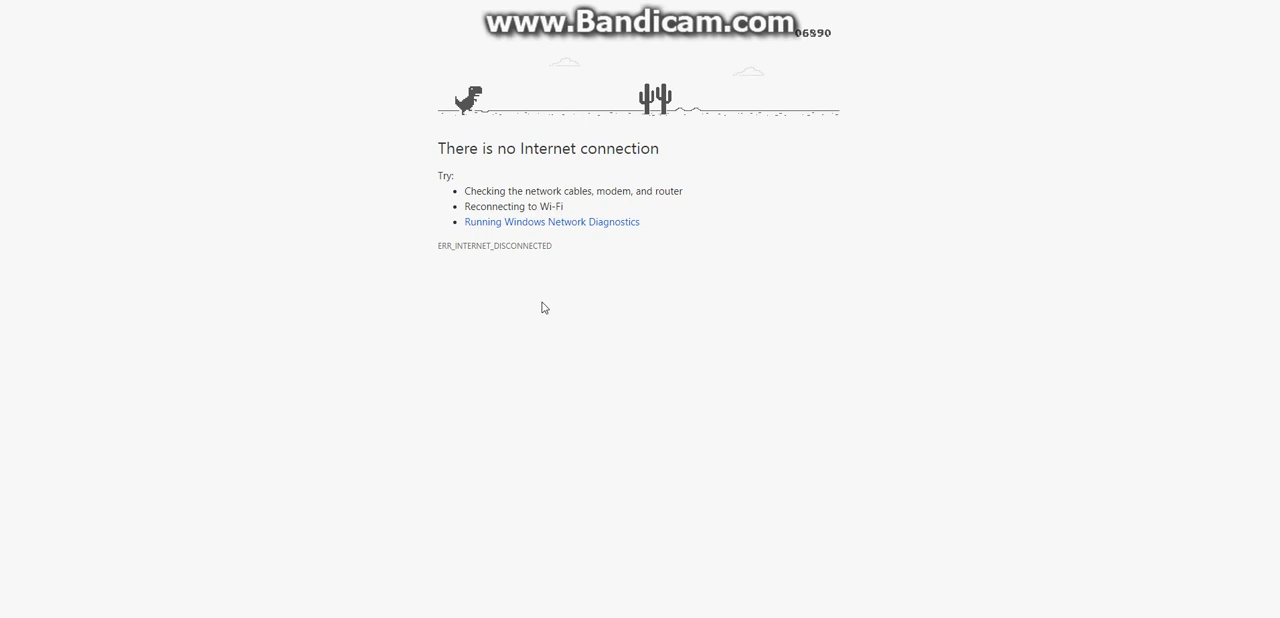 www.Bandicam.com
06890
There is no Internet connection
Try:
Checking the network cables, modem, and router
Reconnecting to Wi-Fi
Running Windows Network Diagnostics
ERR_INTERNET_DISCONNECTED